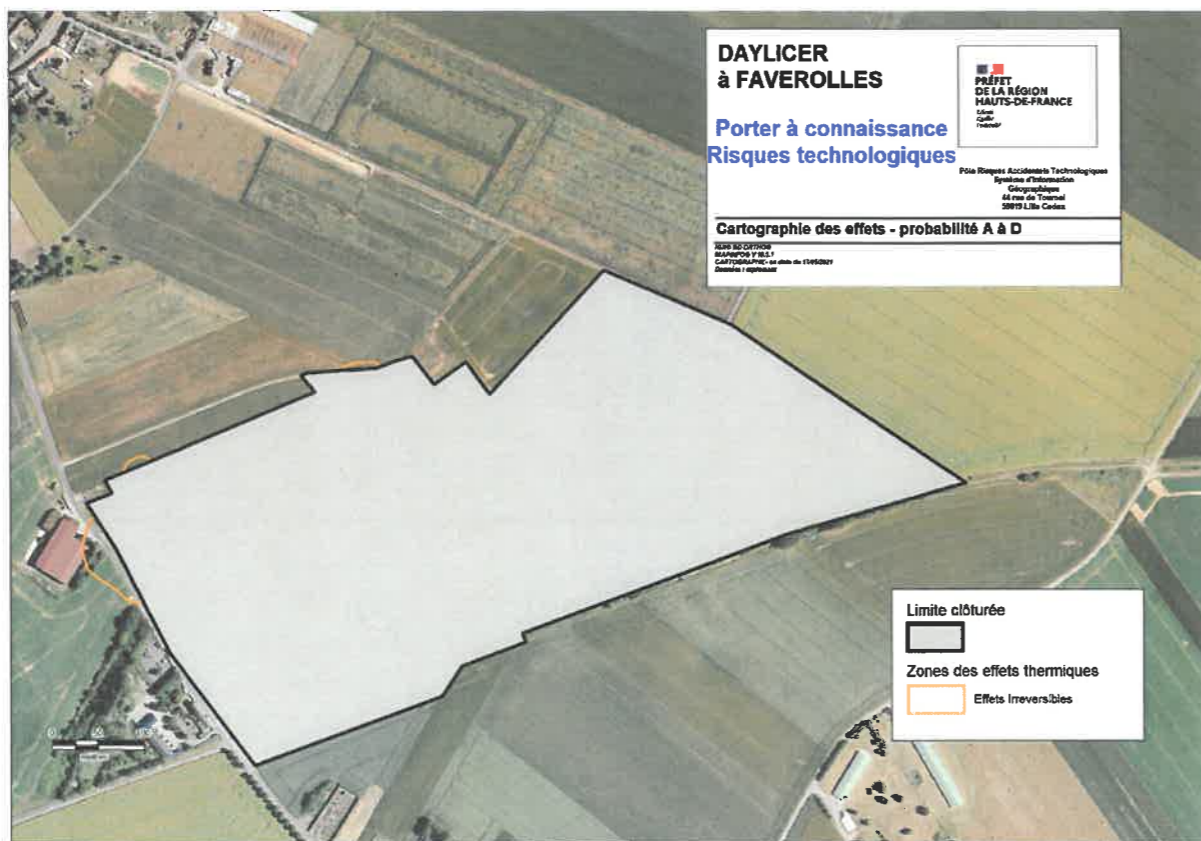 DAYLICER
à FAVEROLLES
PRÉFET
DE LA RÉGION
HAUTS-DE-FRANCE
Porter à connaissance
Risques technologiques
Pôle Risques Accidentels Technologiques
Système d'Information
Géographique
44 rue de Tournai
59019 Lille Cedex
Cartographie des effets - probabilité A à D
Limite clôturée
Zones des effets thermiques
Effets irreversibles
0